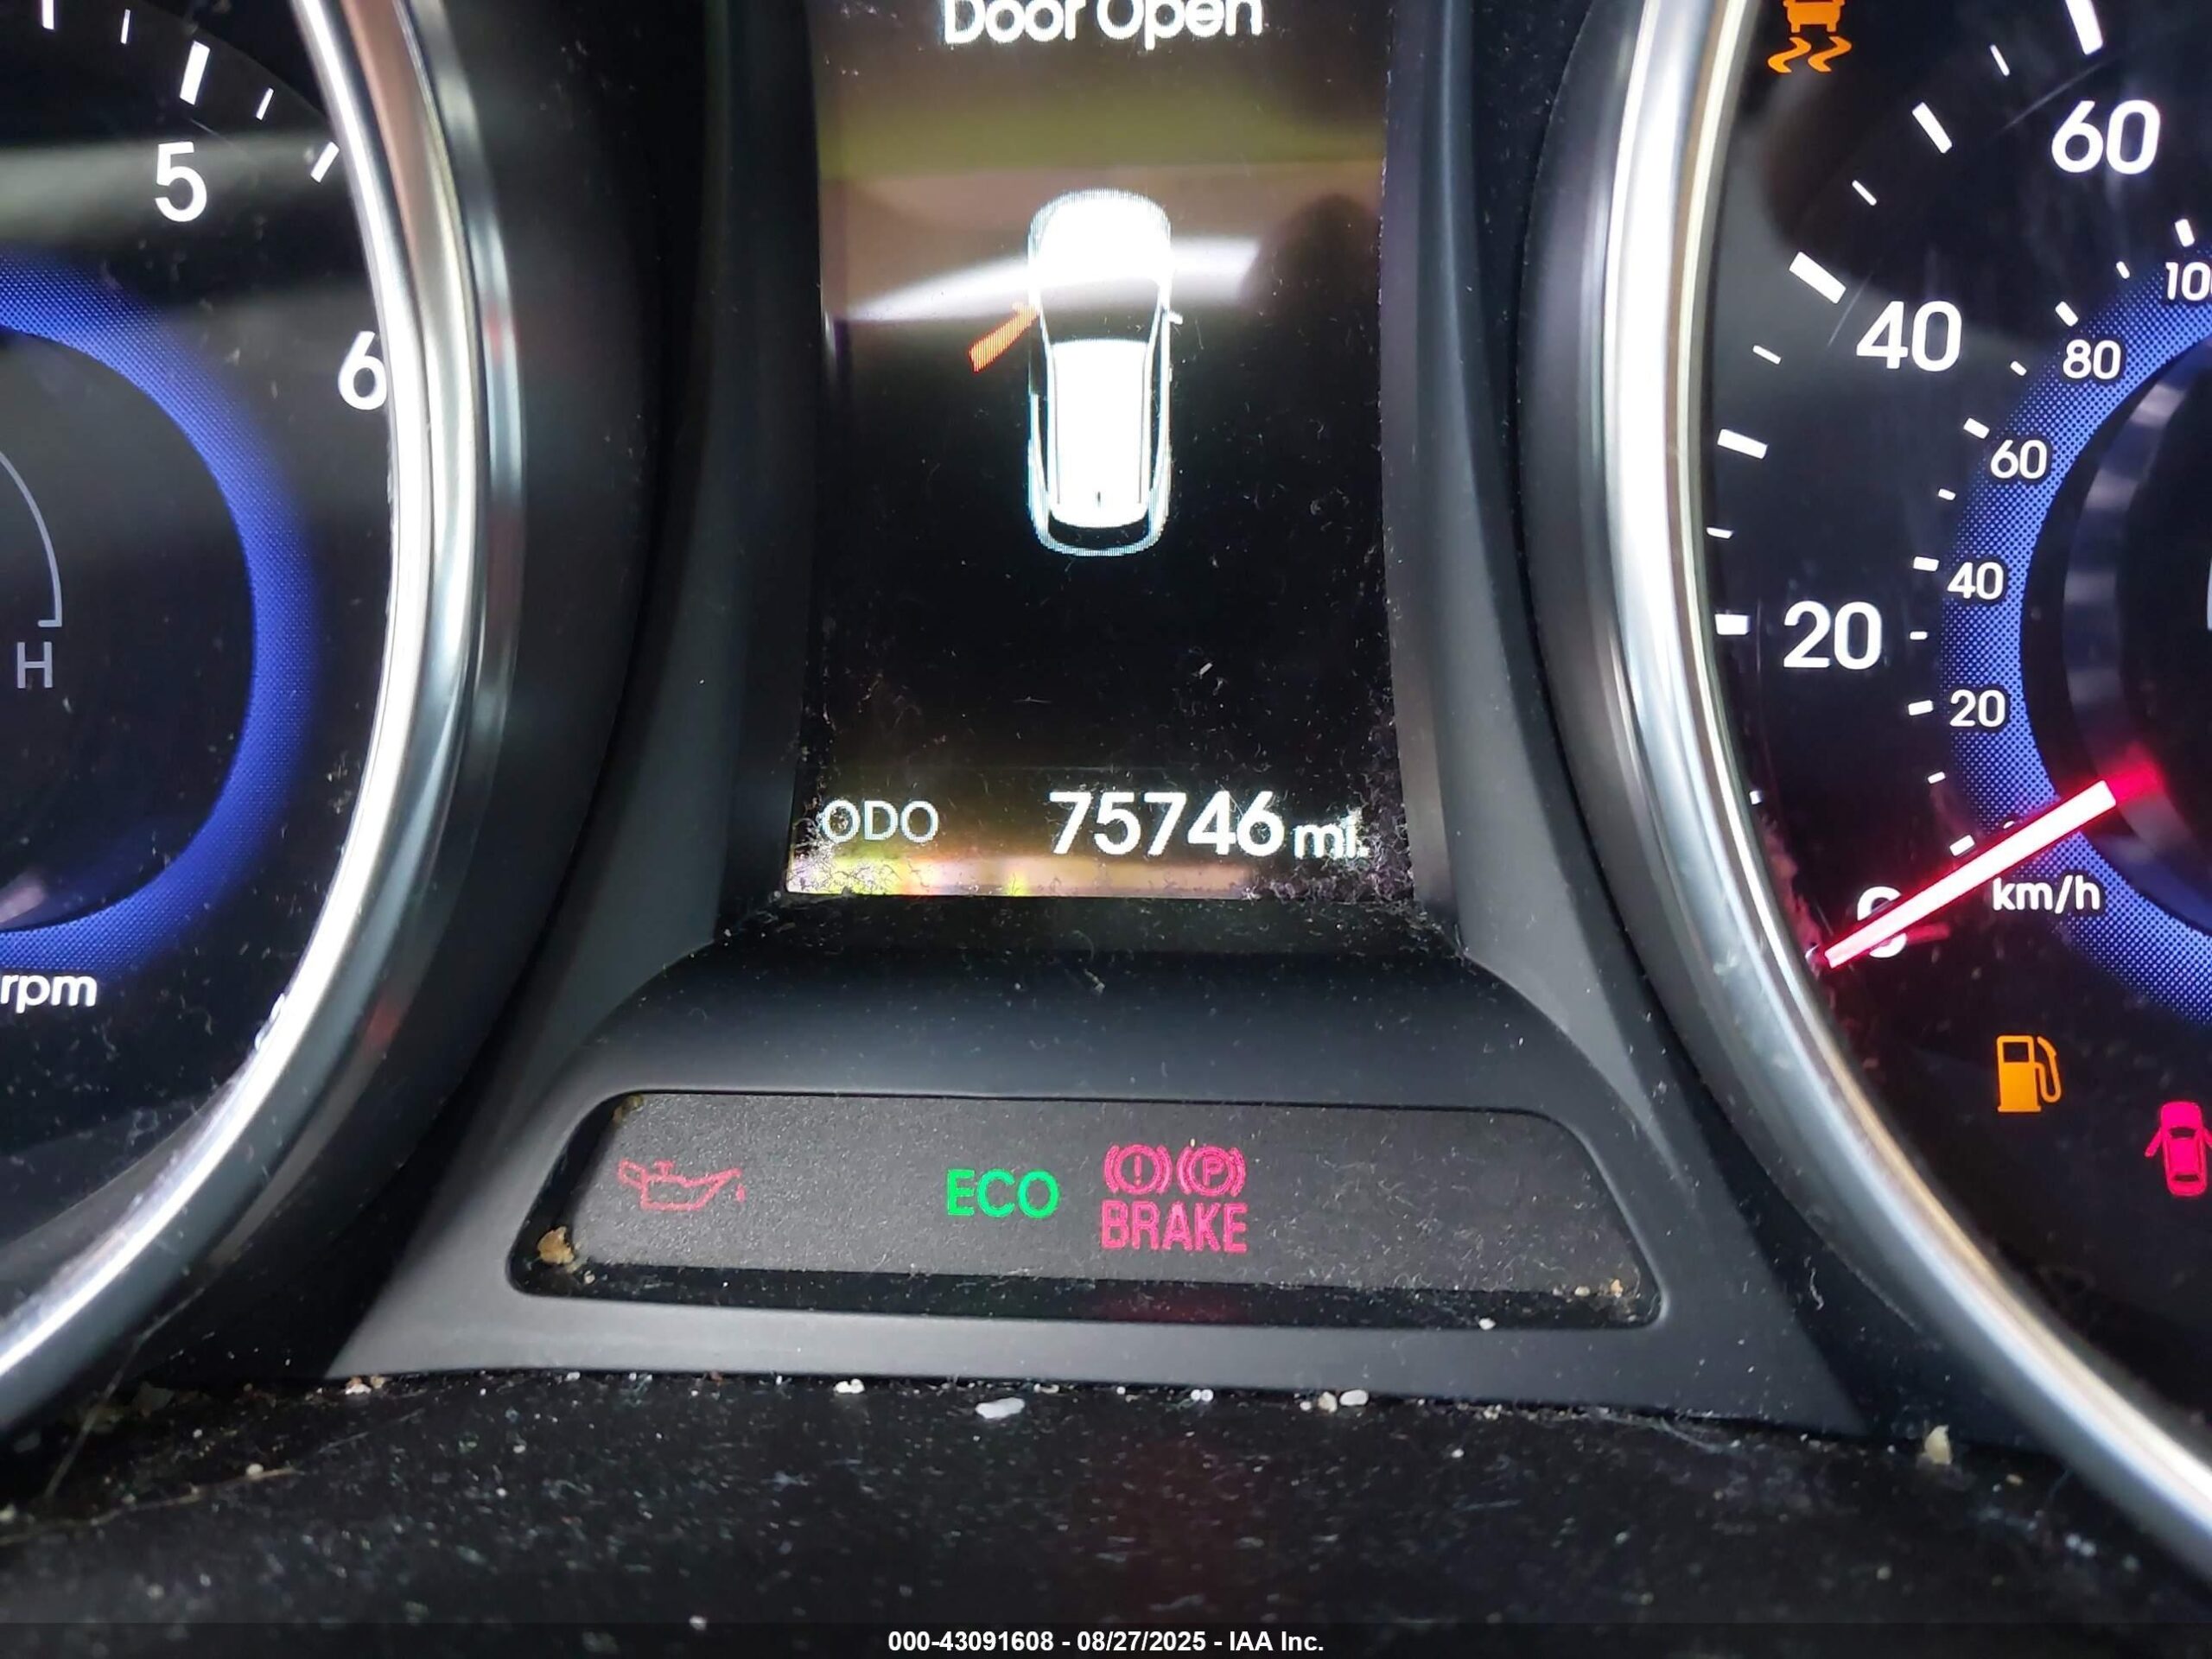 Door Open
5
6
H
rpm
60
40
20
0
100
80
60
40
20
km/h
ODO 75746 mi.
ECO
(!) (P)
BRAKE
000-43091608 - 08/27/2025 - IAA Inc.